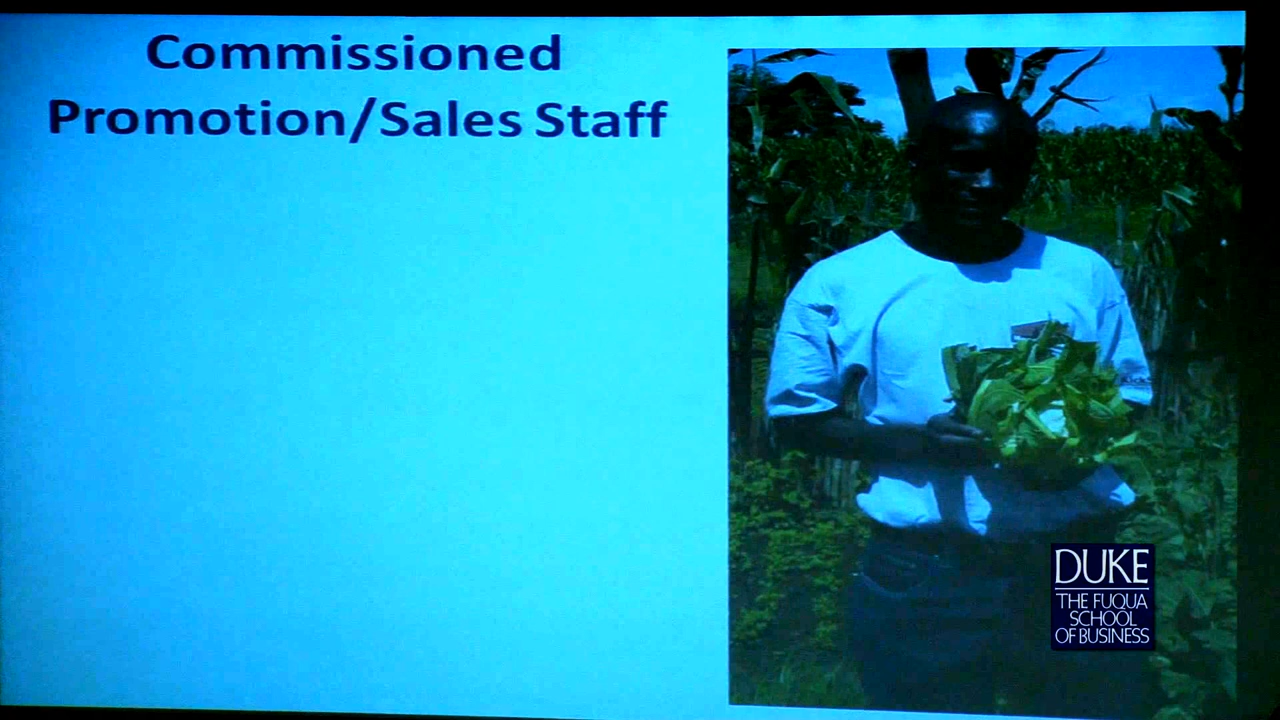 Commissioned
Promotion/Sales Staff
DUKE
THE FUQUA
SCHOOL
OF BUSINESS